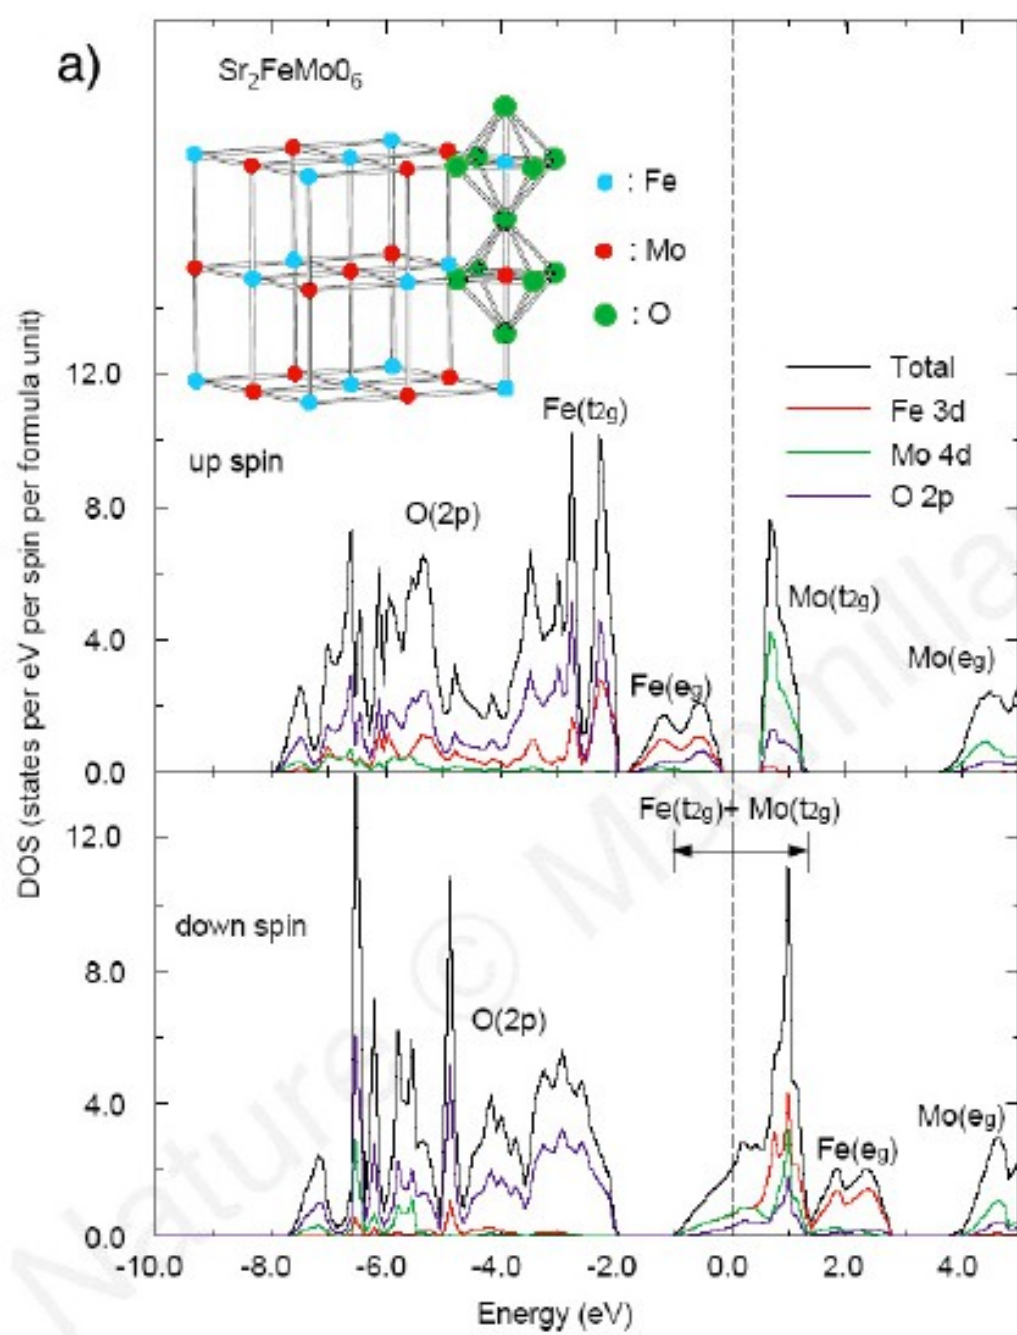 a)
Sr2FeMo06
: Fe
: Mo
: O
DOS (states per eV per spin per formula unit)
12.0
8.0
4.0
0.0
up spin
O(2p)
Fe(t2g)
Fe(eg)
Mo(t2g)
Mo(eg)
Total
Fe 3d
Mo 4d
O 2p
Fe(t2g)+ Mo(t2g)
12.0
8.0
4.0
0.0
down spin
O(2p)
Fe(eg)
Mo(eg)
-10.0 -8.0 -6.0 -4.0 -2.0 0.0 2.0 4.0
Energy (eV)
Nature © Macmilla